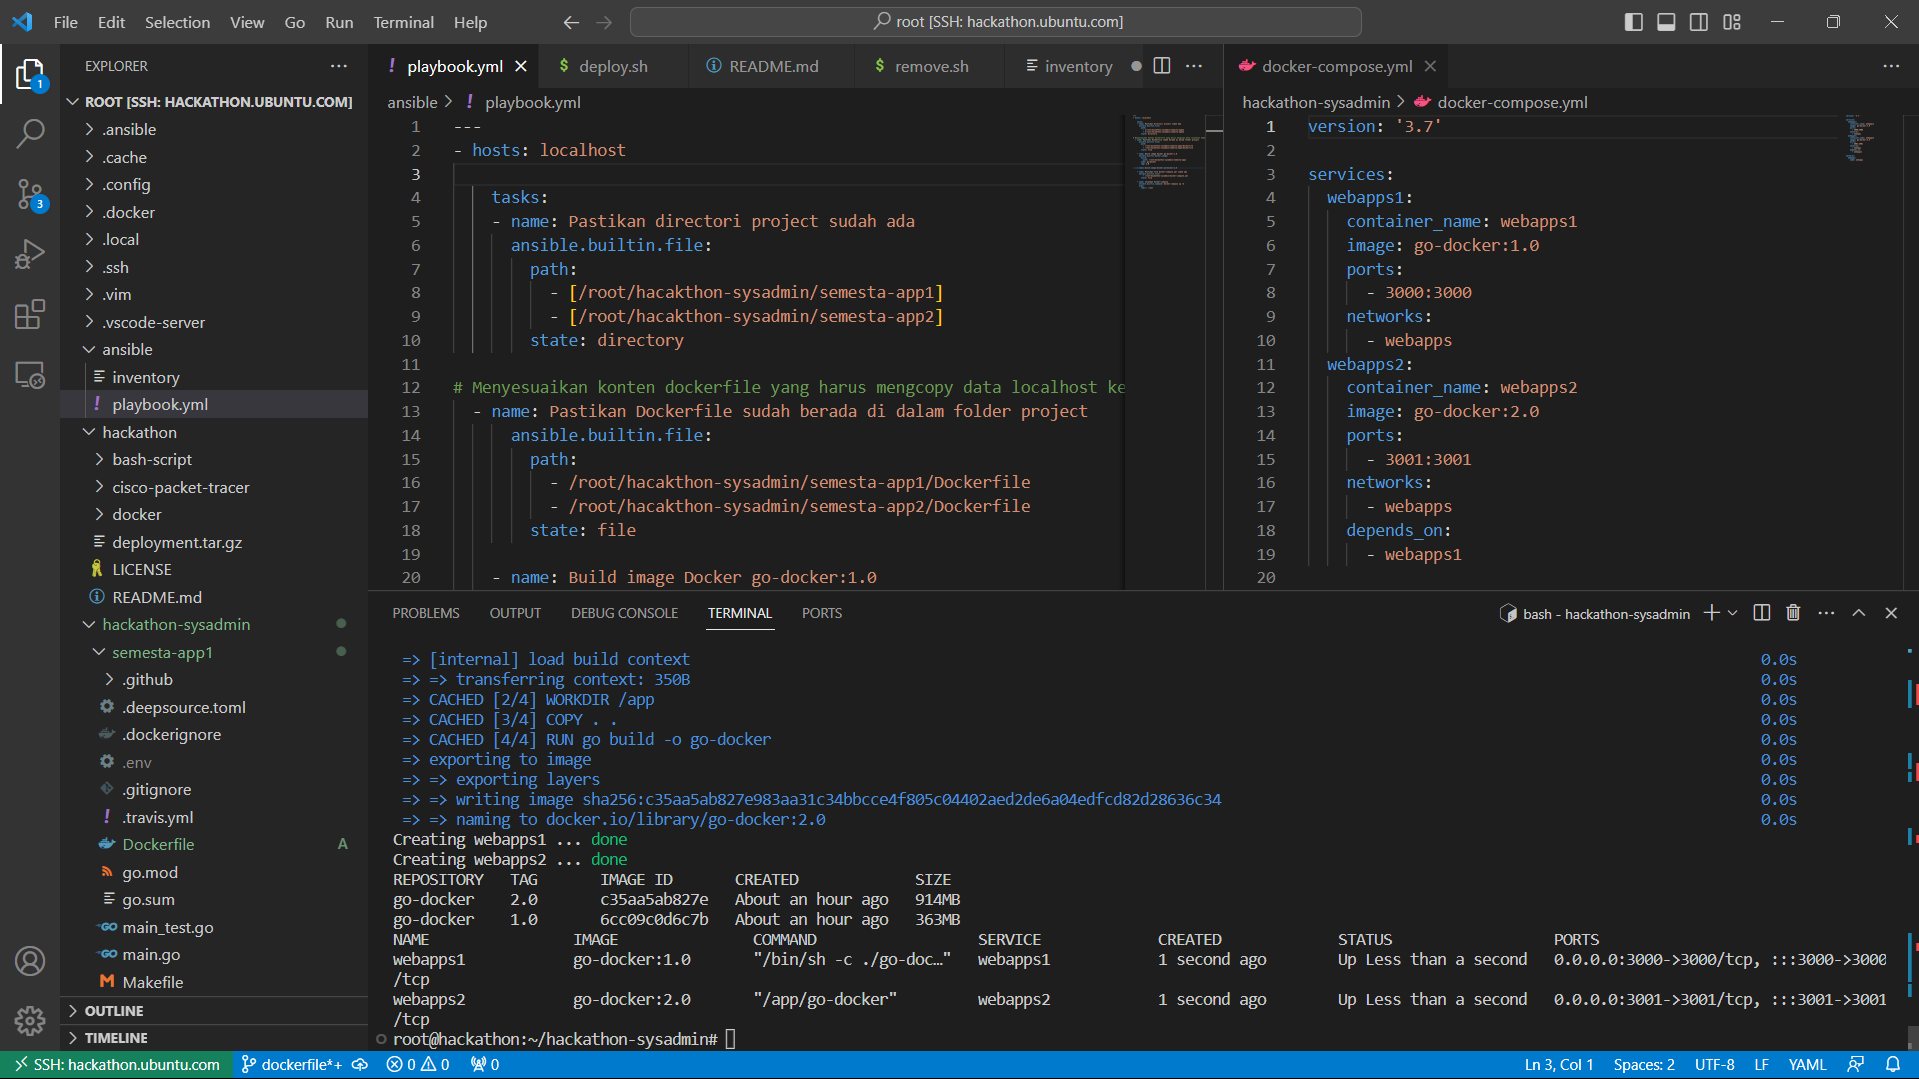 File Edit Selection View Go Run Terminal Help
root [SSH: hackathon.ubuntu.com]
EXPLORER
ROOT [SSH: HACKATHON.UBUNTU.COM]
.ansible
.cache
.config
.docker
.local
.ssh
.vim
.vscode-server
ansible
inventory
! playbook.yml
hackathon
bash-script
cisco-packet-tracer
docker
deployment.tar.gz
LICENSE
README.md
hackathon-sysadmin
semesta-app1
.github
.deepsource.toml
.dockerignore
.env
.gitignore
! .travis.yml
Dockerfile A
go.mod
go.sum
main_test.go
main.go
Makefile
OUTLINE
TIMELINE
1
3
! playbook.yml
$ deploy.sh
README.md
$ remove.sh
inventory
ansible > ! playbook.yml
1 ---
2 - hosts: localhost
3
4 tasks:
5 - name: Pastikan directori project sudah ada
6 ansible.builtin.file:
7 path:
8 - [/root/hacakthon-sysadmin/semesta-app1]
9 - [/root/hacakthon-sysadmin/semesta-app2]
10 state: directory
11
12 # Menyesuaikan konten dockerfile yang harus mengcopy data localhost ke
13 - name: Pastikan Dockerfile sudah berada di dalam folder project
14 ansible.builtin.file:
15 path:
16 - /root/hacakthon-sysadmin/semesta-app1/Dockerfile
17 - /root/hacakthon-sysadmin/semesta-app2/Dockerfile
18 state: file
19
20 - name: Build image Docker go-docker:1.0
docker-compose.yml
hackathon-sysadmin > docker-compose.yml
1 version: '3.7'
2
3 services:
4 webapps1:
5 container_name: webapps1
6 image: go-docker:1.0
7 ports:
8 - 3000:3000
9 networks:
10 - webapps
11 webapps2:
12 container_name: webapps2
13 image: go-docker:2.0
14 ports:
15 - 3001:3001
16 networks:
17 - webapps
18 depends_on:
19 - webapps1
20
PROBLEMS OUTPUT DEBUG CONSOLE TERMINAL PORTS
bash - hackathon-sysadmin
=> [internal] load build context 0.0s
=> => transferring context: 350B 0.0s
=> CACHED [2/4] WORKDIR /app 0.0s
=> CACHED [3/4] COPY . . 0.0s
=> CACHED [4/4] RUN go build -o go-docker 0.0s
=> exporting to image 0.0s
=> => exporting layers 0.0s
=> => writing image sha256:c35aa5ab827e983aa31c34bbcce4f805c04402aed2de6a04edfcd82d28636c34 0.0s
=> => naming to docker.io/library/go-docker:2.0 0.0s
Creating webapps1 ... done
Creating webapps2 ... done
REPOSITORY TAG IMAGE ID CREATED SIZE
go-docker 2.0 c35aa5ab827e About an hour ago 914MB
go-docker 1.0 6cc09c0d6c7b About an hour ago 363MB
NAME IMAGE COMMAND SERVICE CREATED STATUS PORTS
webapps1 go-docker:1.0 "/bin/sh -c ./go-doc…" webapps1 1 second ago Up Less than a second 0.0.0.0:3000->3000/tcp, :::3000->3000
/tcp
webapps2 go-docker:2.0 "/app/go-docker" webapps2 1 second ago Up Less than a second 0.0.0.0:3001->3001/tcp, :::3001->3001
/tcp
root@hackathon:~/hackathon-sysadmin#
SSH: hackathon.ubuntu.com dockerfile*+ 0 0 0 Ln 3, Col 1 Spaces: 2 UTF-8 LF YAML